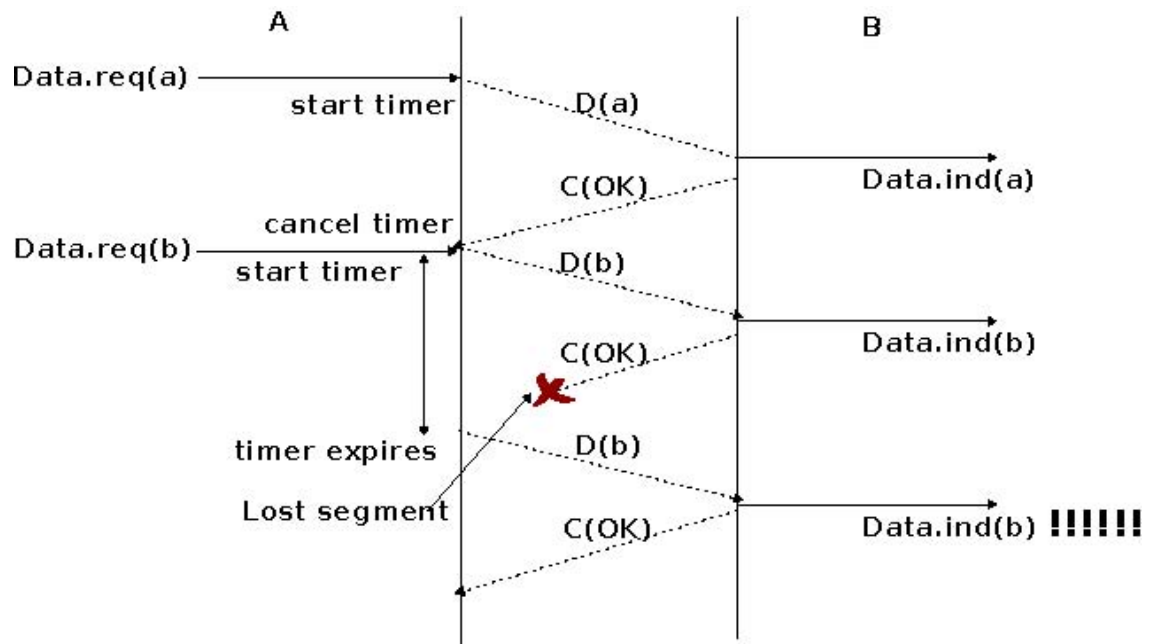 A
B
Data.req(a)
start timer
D(a)
Data.ind(a)
C(OK)
cancel timer
Data.req(b)
start timer
D(b)
Data.ind(b)
C(OK)
timer expires
D(b)
Lost segment
Data.ind(b) !!!!!!
C(OK)